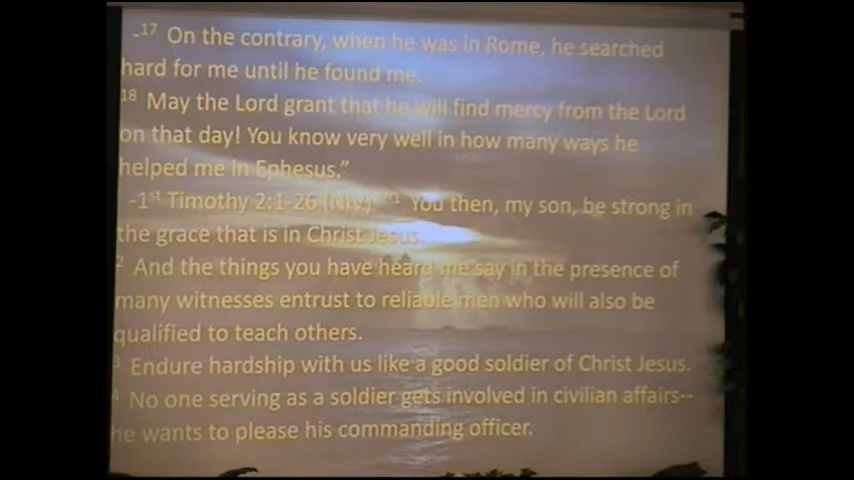 -17 On the contrary, when he was in Rome, he searched
hard for me until he found me.
18 May the Lord grant that he will find mercy from the Lord
on that day! You know very well in how many ways he
helped me in Ephesus.”
-1st Timothy 2:1-26 (NIV) “1 You then, my son, be strong in
the grace that is in Christ Jesus.
2 And the things you have heard me say in the presence of
many witnesses entrust to reliable men who will also be
qualified to teach others.
3 Endure hardship with us like a good soldier of Christ Jesus.
4 No one serving as a soldier gets involved in civilian affairs--
he wants to please his commanding officer.